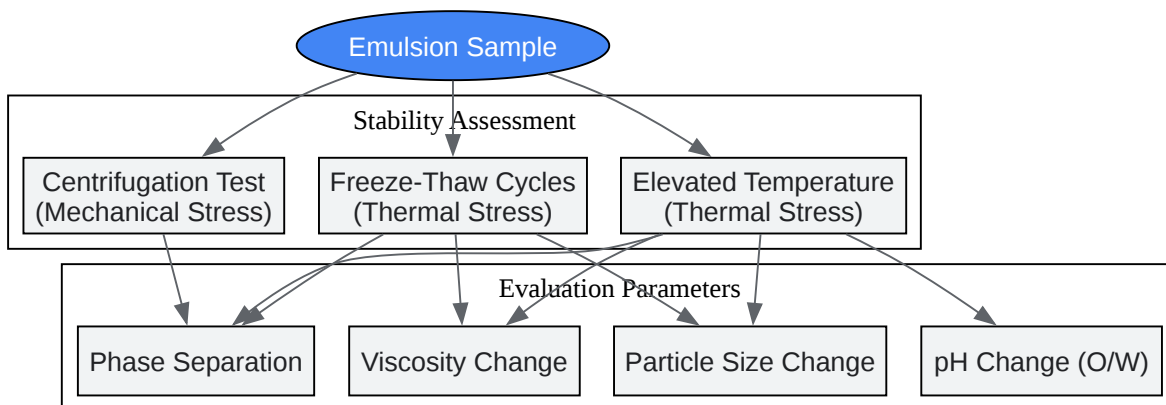 Emulsion Sample
Stability Assessment
Centrifugation Test
(Mechanical Stress)
Freeze-Thaw Cycles
(Thermal Stress)
Elevated Temperature
(Thermal Stress)
Evaluation Parameters
Phase Separation
Viscosity Change
Particle Size Change
pH Change (O/W)